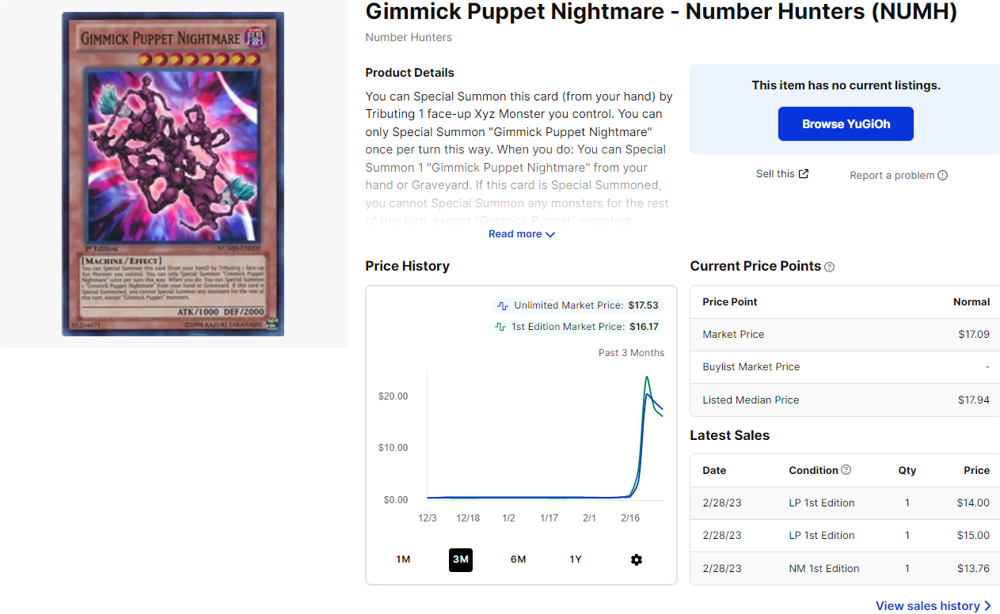 GIMMICK PUPPET NIGHTMARE
1st Edition
NUMH-EN009
[MACHINE/EFFECT]
You can Special Summon this card (from your hand) by Tributing 1 face-up
Xyz Monster you control. You can only Special Summon "Gimmick Puppet
Nightmare" once per turn this way. When you do: You can Special Summon
1 "Gimmick Puppet Nightmare" from your hand or Graveyard. If this card is
Special Summoned, you cannot Special Summon any monsters for the rest of
this turn, except "Gimmick Puppet" monsters.
ATK/1000 DEF/2000
55204071
©1996 KAZUKI TAKAHASHI
Gimmick Puppet Nightmare - Number Hunters (NUMH)
Number Hunters
Product Details
You can Special Summon this card (from your hand) by
Tributing 1 face-up Xyz Monster you control. You can
only Special Summon "Gimmick Puppet Nightmare"
once per turn this way. When you do: You can Special
Summon 1 "Gimmick Puppet Nightmare" from your
hand or Graveyard. If this card is Special Summoned,
you cannot Special Summon any monsters for the rest
of this turn, except "Gimmick Puppet" monsters.
Read more
This item has no current listings.
Browse YuGiOh
Sell this
Report a problem
Price History
Unlimited Market Price: $17.53
1st Edition Market Price: $16.17
Past 3 Months
$20.00
$10.00
$0.00
12/3 12/18 1/2 1/17 2/1 2/16
1M 3M 6M 1Y
Current Price Points
Price Point Normal
Market Price $17.09
Buylist Market Price -
Listed Median Price $17.94
Latest Sales
Date Condition Qty Price
2/28/23 LP 1st Edition 1 $14.00
2/28/23 LP 1st Edition 1 $15.00
2/28/23 NM 1st Edition 1 $13.76
View sales history